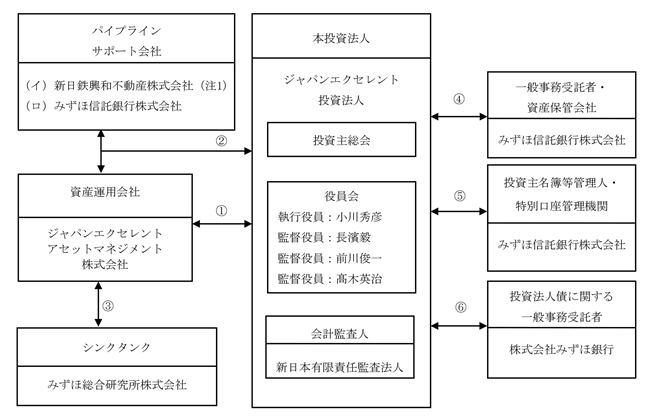 パイプライン
サポート会社
(イ) 新日鉄興和不動産株式会社 (注1)
(ロ) みずほ信託銀行株式会社
②
資産運用会社
ジャパンエクセレント
アセットマネジメント
株式会社
①
③
シンクタンク
みずほ総合研究所株式会社
本投資法人
ジャパンエクセレント
投資法人
投資主総会
役員会
執行役員：小川秀彦
監督役員：長濱毅
監督役員：前川俊一
監督役員：髙木英治
会計監査人
新日本有限責任監査法人
④
一般事務受託者・
資産保管会社
みずほ信託銀行株式会社
⑤
投資主名簿等管理人・
特別口座管理機関
みずほ信託銀行株式会社
⑥
投資法人債に関する
一般事務受託者
株式会社みずほ銀行